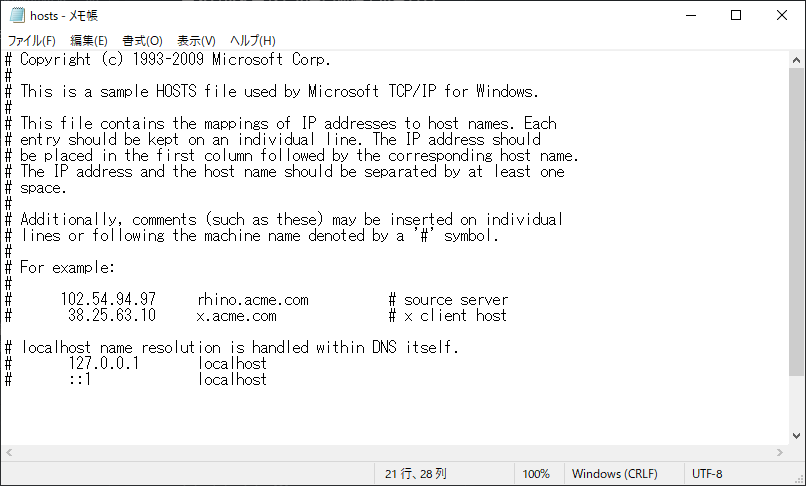 hosts - メモ帳
ファイル(F) 編集(E) 書式(O) 表示(V) ヘルプ(H)
# Copyright (c) 1993-2009 Microsoft Corp.
#
# This is a sample HOSTS file used by Microsoft TCP/IP for Windows.
#
# This file contains the mappings of IP addresses to host names. Each
# entry should be kept on an individual line. The IP address should
# be placed in the first column followed by the corresponding host name.
# The IP address and the host name should be separated by at least one
# space.
#
# Additionally, comments (such as these) may be inserted on individual
# lines or following the machine name denoted by a '#' symbol.
#
# For example:
#
#      102.54.94.97     rhino.acme.com          # source server
#       38.25.63.10     x.acme.com              # x client host

# localhost name resolution is handled within DNS itself.
#       127.0.0.1       localhost
#       ::1             localhost
21 行、28 列 100% Windows (CRLF) UTF-8